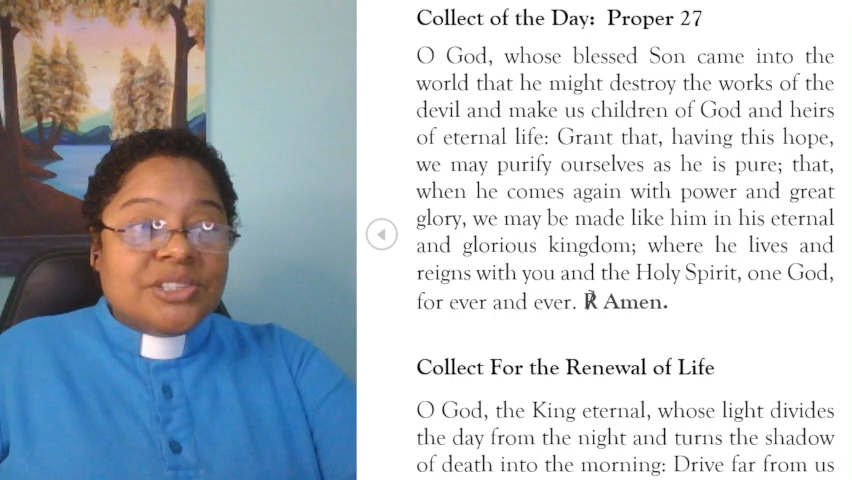 Collect of the Day: Proper 27
O God, whose blessed Son came into the
world that he might destroy the works of the
devil and make us children of God and heirs
of eternal life: Grant that, having this hope,
we may purify ourselves as he is pure; that,
when he comes again with power and great
glory, we may be made like him in his eternal
and glorious kingdom; where he lives and
reigns with you and the Holy Spirit, one God,
for ever and ever. ℟ Amen.
Collect For the Renewal of Life
O God, the King eternal, whose light divides
the day from the night and turns the shadow
of death into the morning: Drive far from us